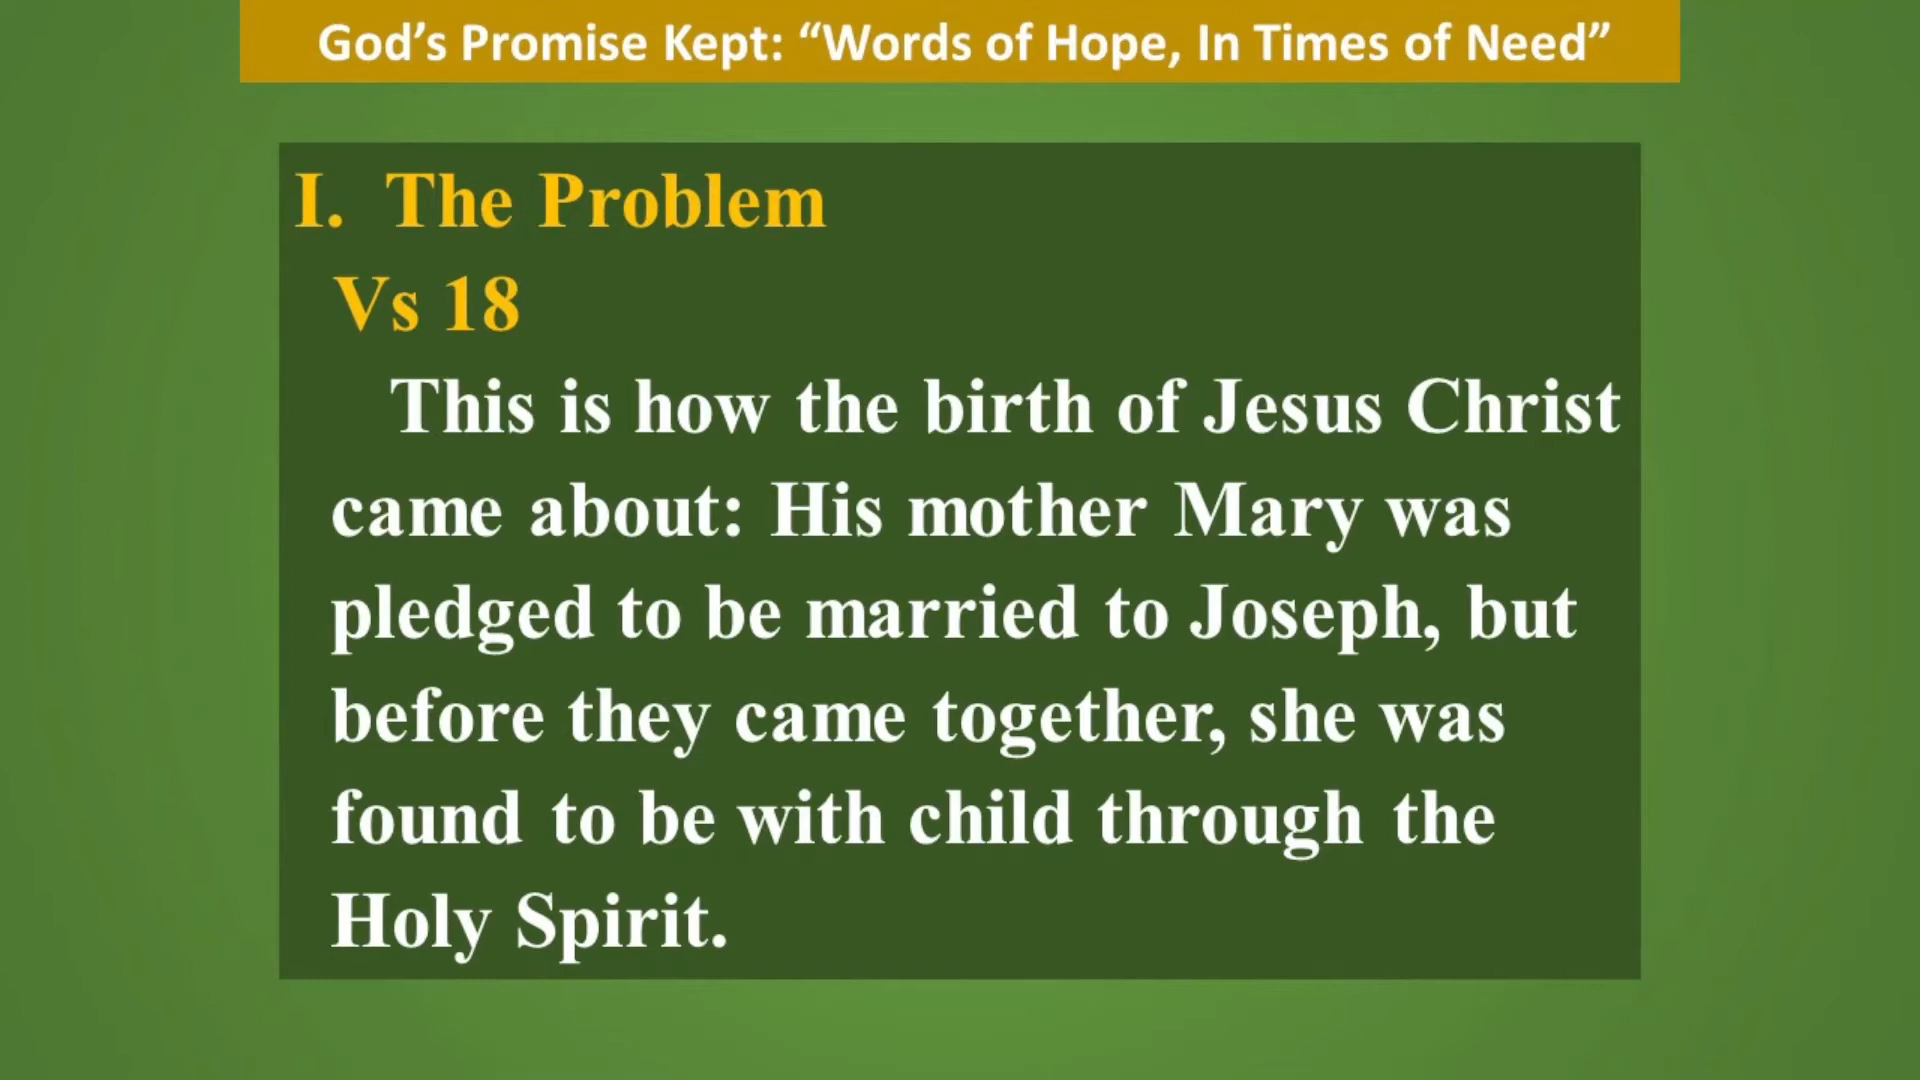 God’s Promise Kept: “Words of Hope, In Times of Need”
I. The Problem
Vs 18
This is how the birth of Jesus Christ
came about: His mother Mary was
pledged to be married to Joseph, but
before they came together, she was
found to be with child through the
Holy Spirit.